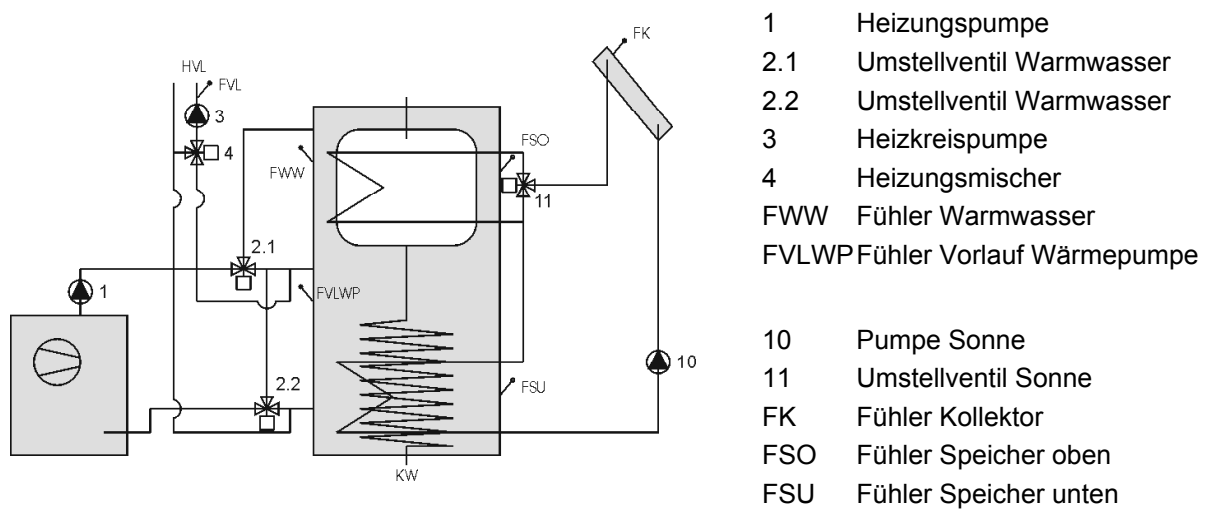 FK
HVL
FVL
3
4
FSO
FWW
11
2.1
1
FVLWP
10
2.2
FSU
KW
1 Heizungspumpe
2.1 Umstellventil Warmwasser
2.2 Umstellventil Warmwasser
3 Heizkreispumpe
4 Heizungsmischer
FWW Fühler Warmwasser
FVLWP Fühler Vorlauf Wärmepumpe
10 Pumpe Sonne
11 Umstellventil Sonne
FK Fühler Kollektor
FSO Fühler Speicher oben
FSU Fühler Speicher unten